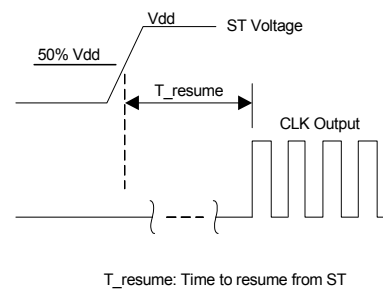 Vdd
ST Voltage
50% Vdd
T_resume
CLK Output
T_resume: Time to resume from ST